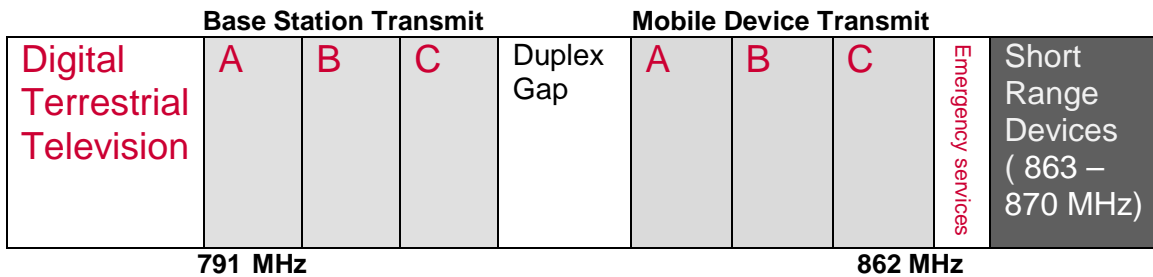 Base Station Transmit
Mobile Device Transmit
Digital
Terrestrial
Television
A
B
C
Duplex
Gap
A
B
C
Emergency services
Short
Range
Devices
( 863 –
870 MHz)
791 MHz
862 MHz